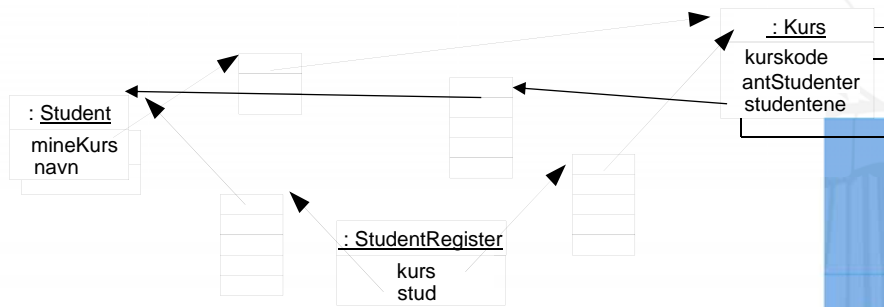 : Kurs
kurskode
antStudenter
studentene
: Student
mineKurs
navn
: StudentRegister
kurs
stud